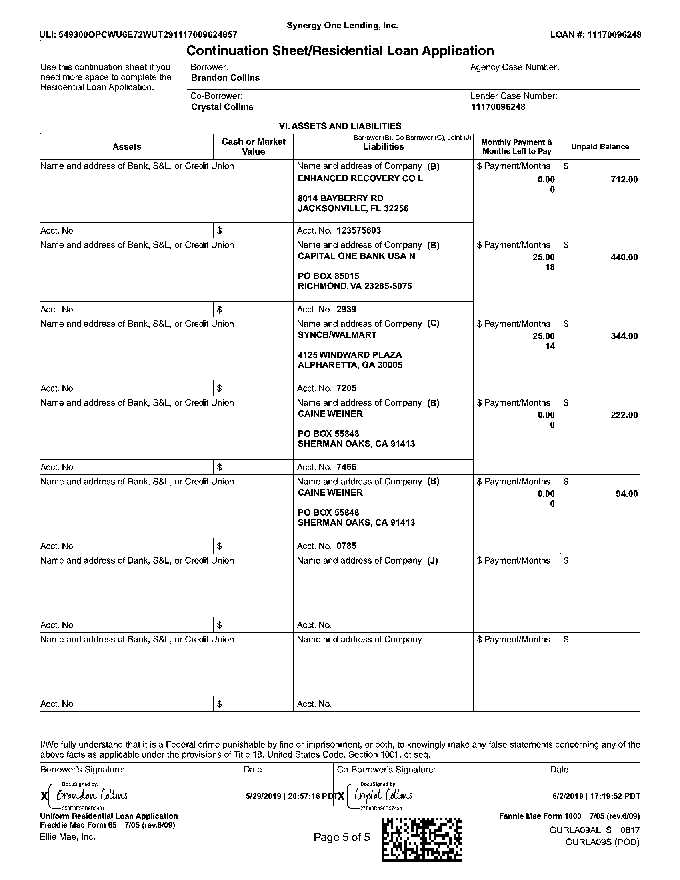 Synergy One Lending, Inc.
LOAN #: 11170096248
Continuation Sheet/Residential Loan Application
Use this continuation sheet if you
need more space to complete the
Residential Loan Application.
Borrower:
Brandon Collins
Agency Case Number:
Co-Borrower:
Crystal Collins
Lender Case Number:
11170096248
VI. ASSETS AND LIABILITIES
Assets
Cash or Market
Value
Borrower (B), Co-Borrower (C), Joint (J)
Liabilities
Monthly Payment &
Months Left to Pay
Unpaid Balance
Name and address of Bank, S&L, or Credit Union
Name and address of Company (B)
$ Payment/Months $
ENHANCED RECOVERY CO L
0.00 712.00
0
8014 BAYBERRY RD
JACKSONVILLE, FL 32256
Acct. No $ Acct. No. 123575603
Name and address of Bank, S&L, or Credit Union
Name and address of Company (B)
$ Payment/Months $
CAPITAL ONE BANK USA N
25.00 440.00
18
PO BOX 85015
RICHMOND, VA 23285-5075
Acct. No $ Acct. No. 2939
Name and address of Bank, S&L, or Credit Union
Name and address of Company (C)
$ Payment/Months $
SYNCB/WALMART
25.00 344.00
14
4125 WINDWARD PLAZA
ALPHARETTA, GA 30005
Acct. No $ Acct. No. 7205
Name and address of Bank, S&L, or Credit Union
Name and address of Company (B)
$ Payment/Months $
CAINE WEINER
0.00 222.00
0
PO BOX 55848
SHERMAN OAKS, CA 91413
Acct. No $ Acct. No. 7466
Name and address of Bank, S&L, or Credit Union
Name and address of Company (B)
$ Payment/Months $
CAINE WEINER
0.00 94.00
0
PO BOX 55848
SHERMAN OAKS, CA 91413
Acct. No $ Acct. No. 0785
Name and address of Bank, S&L, or Credit Union
Name and address of Company (J)
$ Payment/Months $
Acct. No $ Acct. No.
Name and address of Bank, S&L, or Credit Union
Name and address of Company
$ Payment/Months $
Acct. No $ Acct. No.
I/We fully understand that it is a Federal crime punishable by fine or imprisonment, or both, to knowingly make any false statements concerning any of the
above facts as applicable under the provisions of Title 18, United States Code, Section 1001, et seq.
Borrower's Signature: Date Co-Borrower's Signature: Date
DocuSigned by DocuSigned by
X Brandon Collins 5/29/2019 | 20:57:16 PDT X Crystal Collins 6/2/2019 | 17:19:52 PDT
Uniform Residential Loan Application
Freddie Mac Form 65 7/05 (rev.6/09)
Fannie Mae Form 1003 7/05 (rev.6/09)
Ellie Mae, Inc.
Page 5 of 5
GURLA09AL S 0817
GURLA09S (POD)